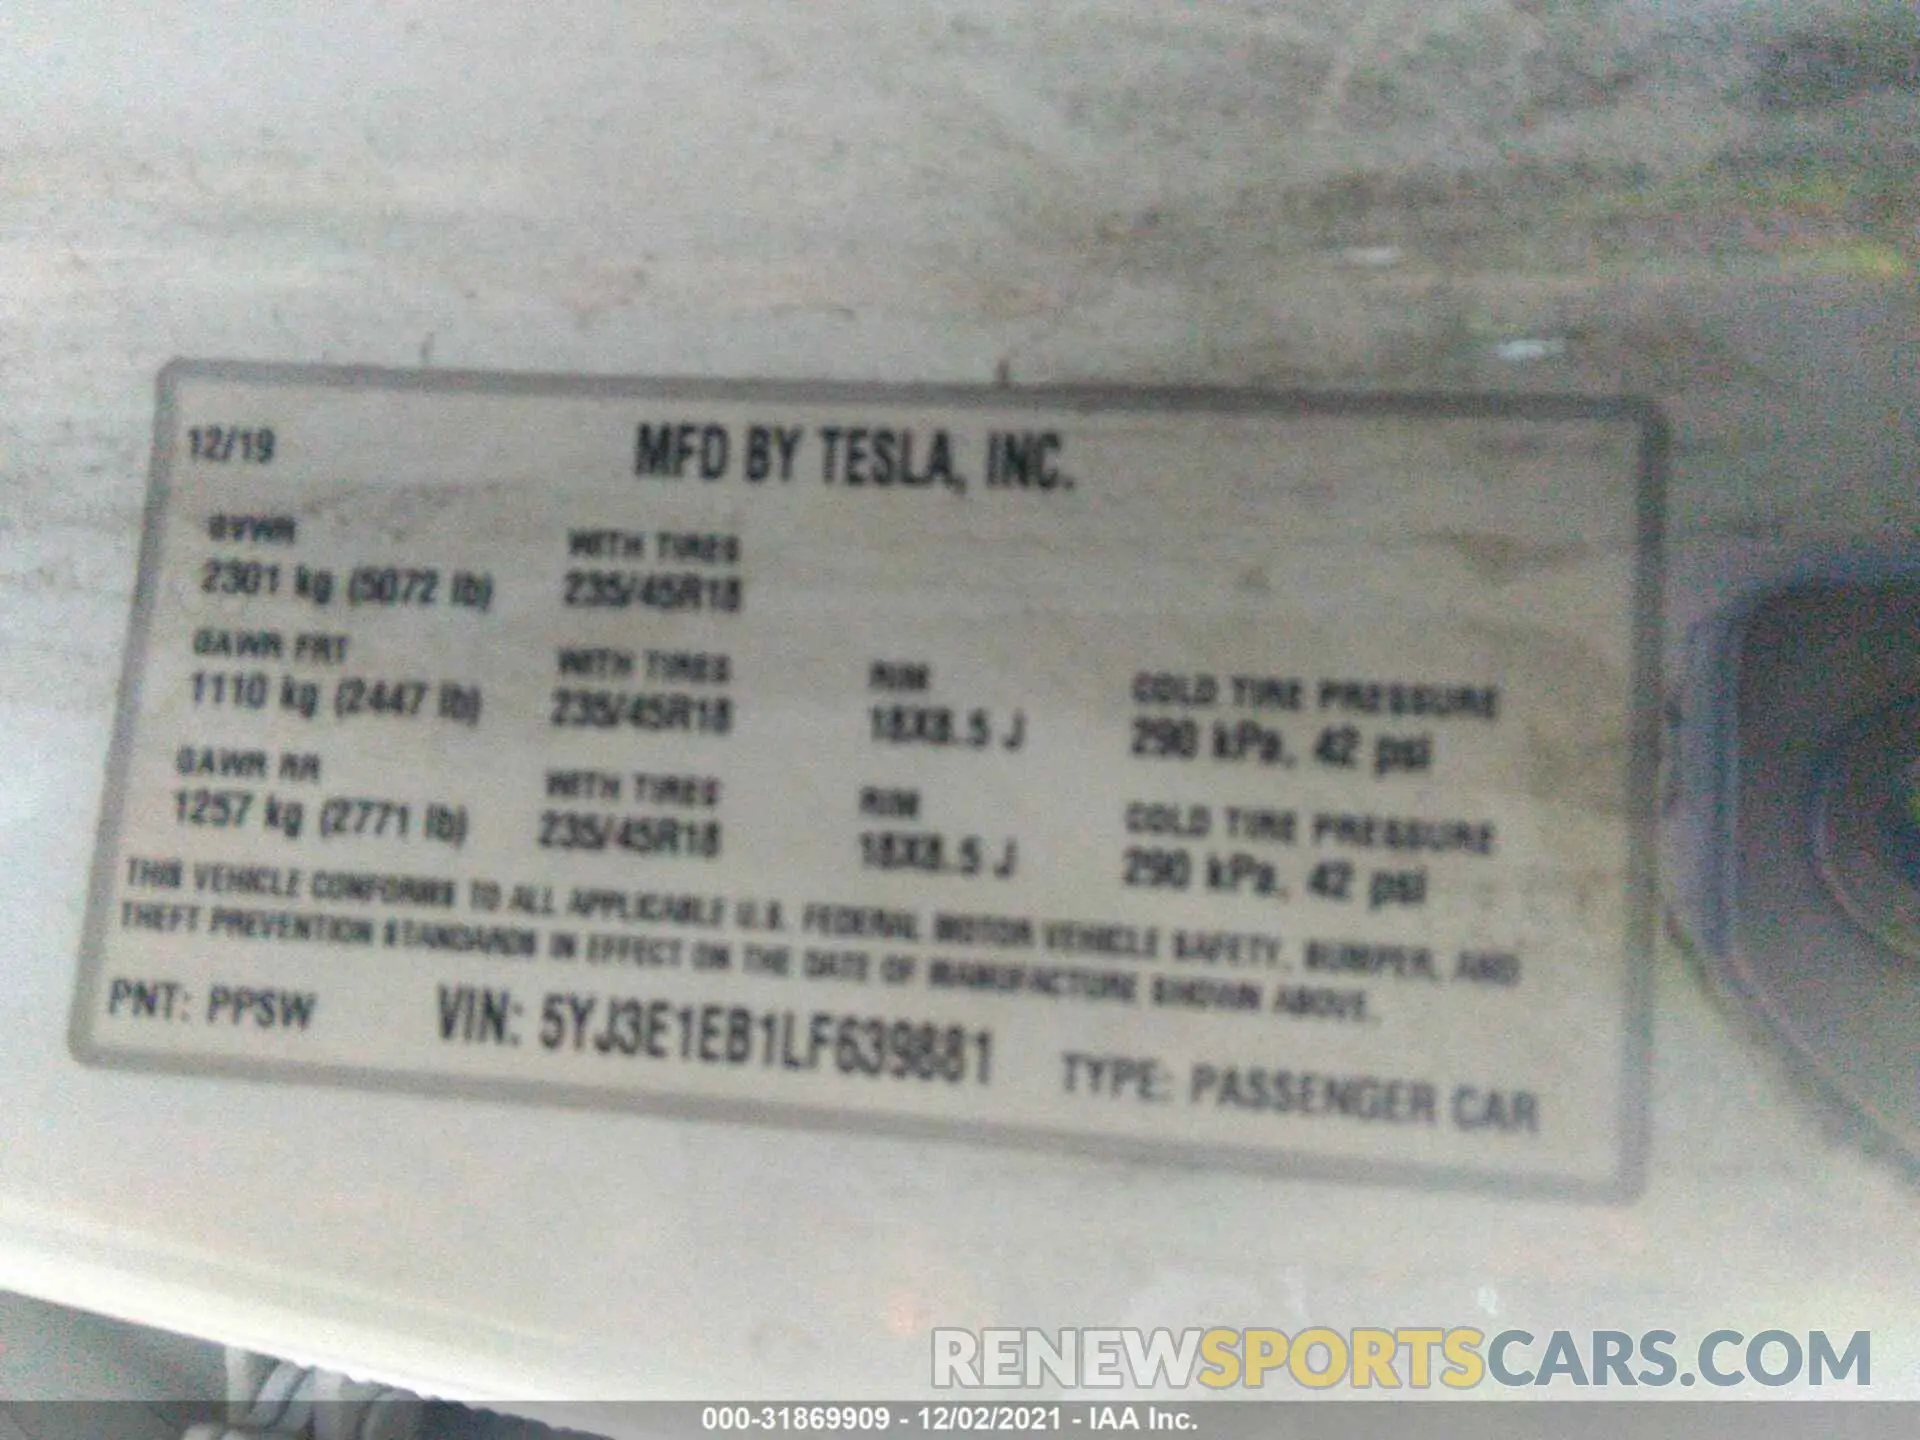 12/19 MFD BY TESLA, INC.
GVWR WITH TIRES
2301 kg (5072 lb) 235/45R18
GAWR FRT WITH TIRES RIM COLD TIRE PRESSURE
1110 kg (2447 lb) 235/45R18 18X8.5 J 290 kPa, 42 psi
GAWR RR WITH TIRES RIM COLD TIRE PRESSURE
1257 kg (2771 lb) 235/45R18 18X8.5 J 290 kPa, 42 psi
THIS VEHICLE CONFORMS TO ALL APPLICABLE U.S. FEDERAL MOTOR VEHICLE SAFETY, BUMPER, AND
THEFT PREVENTION STANDARDS IN EFFECT ON THE DATE OF MANUFACTURE SHOWN ABOVE.
PNT: PPSW VIN: 5YJ3E1EB1LF639881 TYPE: PASSENGER CAR
RENEWSPORTSCARS.COM
000-31869909 - 12/02/2021 - IAA Inc.